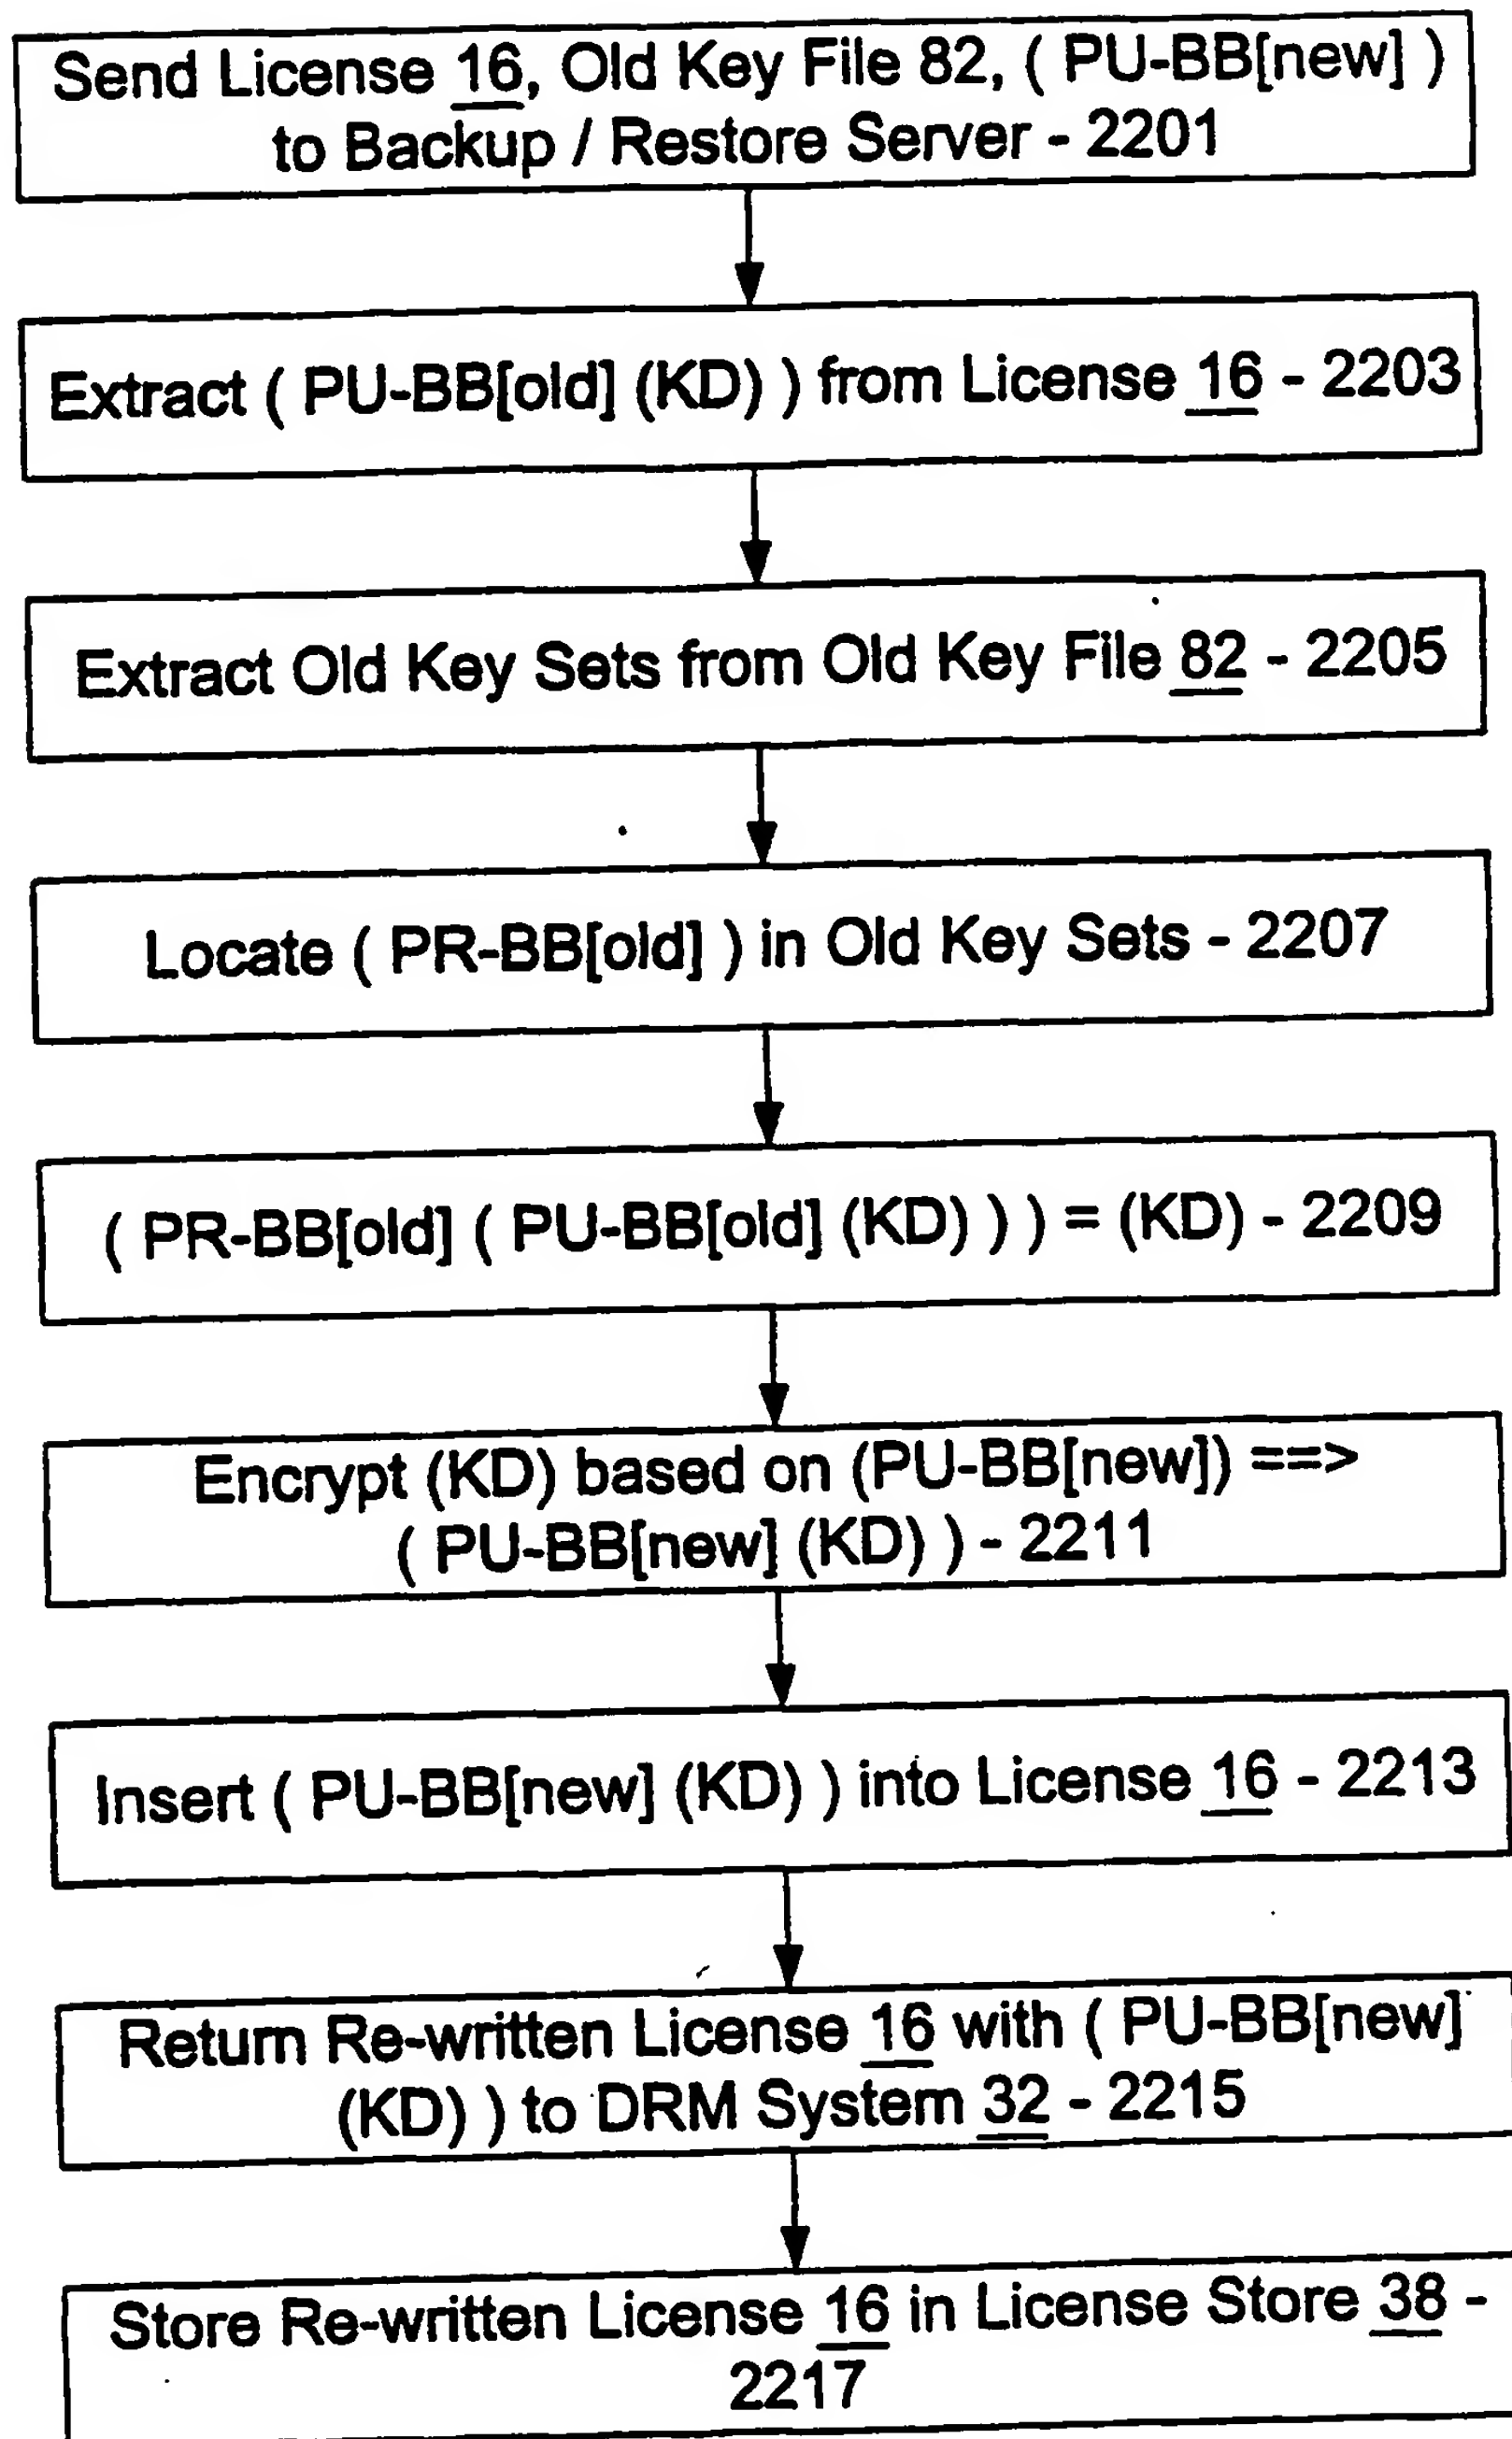 Send License 16, Old Key File 82, ( PU-BB[new] )
to Backup / Restore Server - 2201
Extract ( PU-BB[old] (KD) ) from License 16 - 2203
Extract Old Key Sets from Old Key File 82 - 2205
Locate ( PR-BB[old] ) in Old Key Sets - 2207
( PR-BB[old] ( PU-BB[old] (KD) ) ) = (KD) - 2209
Encrypt (KD) based on (PU-BB[new]) ==>
( PU-BB[new] (KD) ) - 2211
Insert ( PU-BB[new] (KD) ) into License 16 - 2213
Return Re-written License 16 with ( PU-BB[new]
(KD) ) to DRM System 32 - 2215
Store Re-written License 16 in License Store 38 -
2217